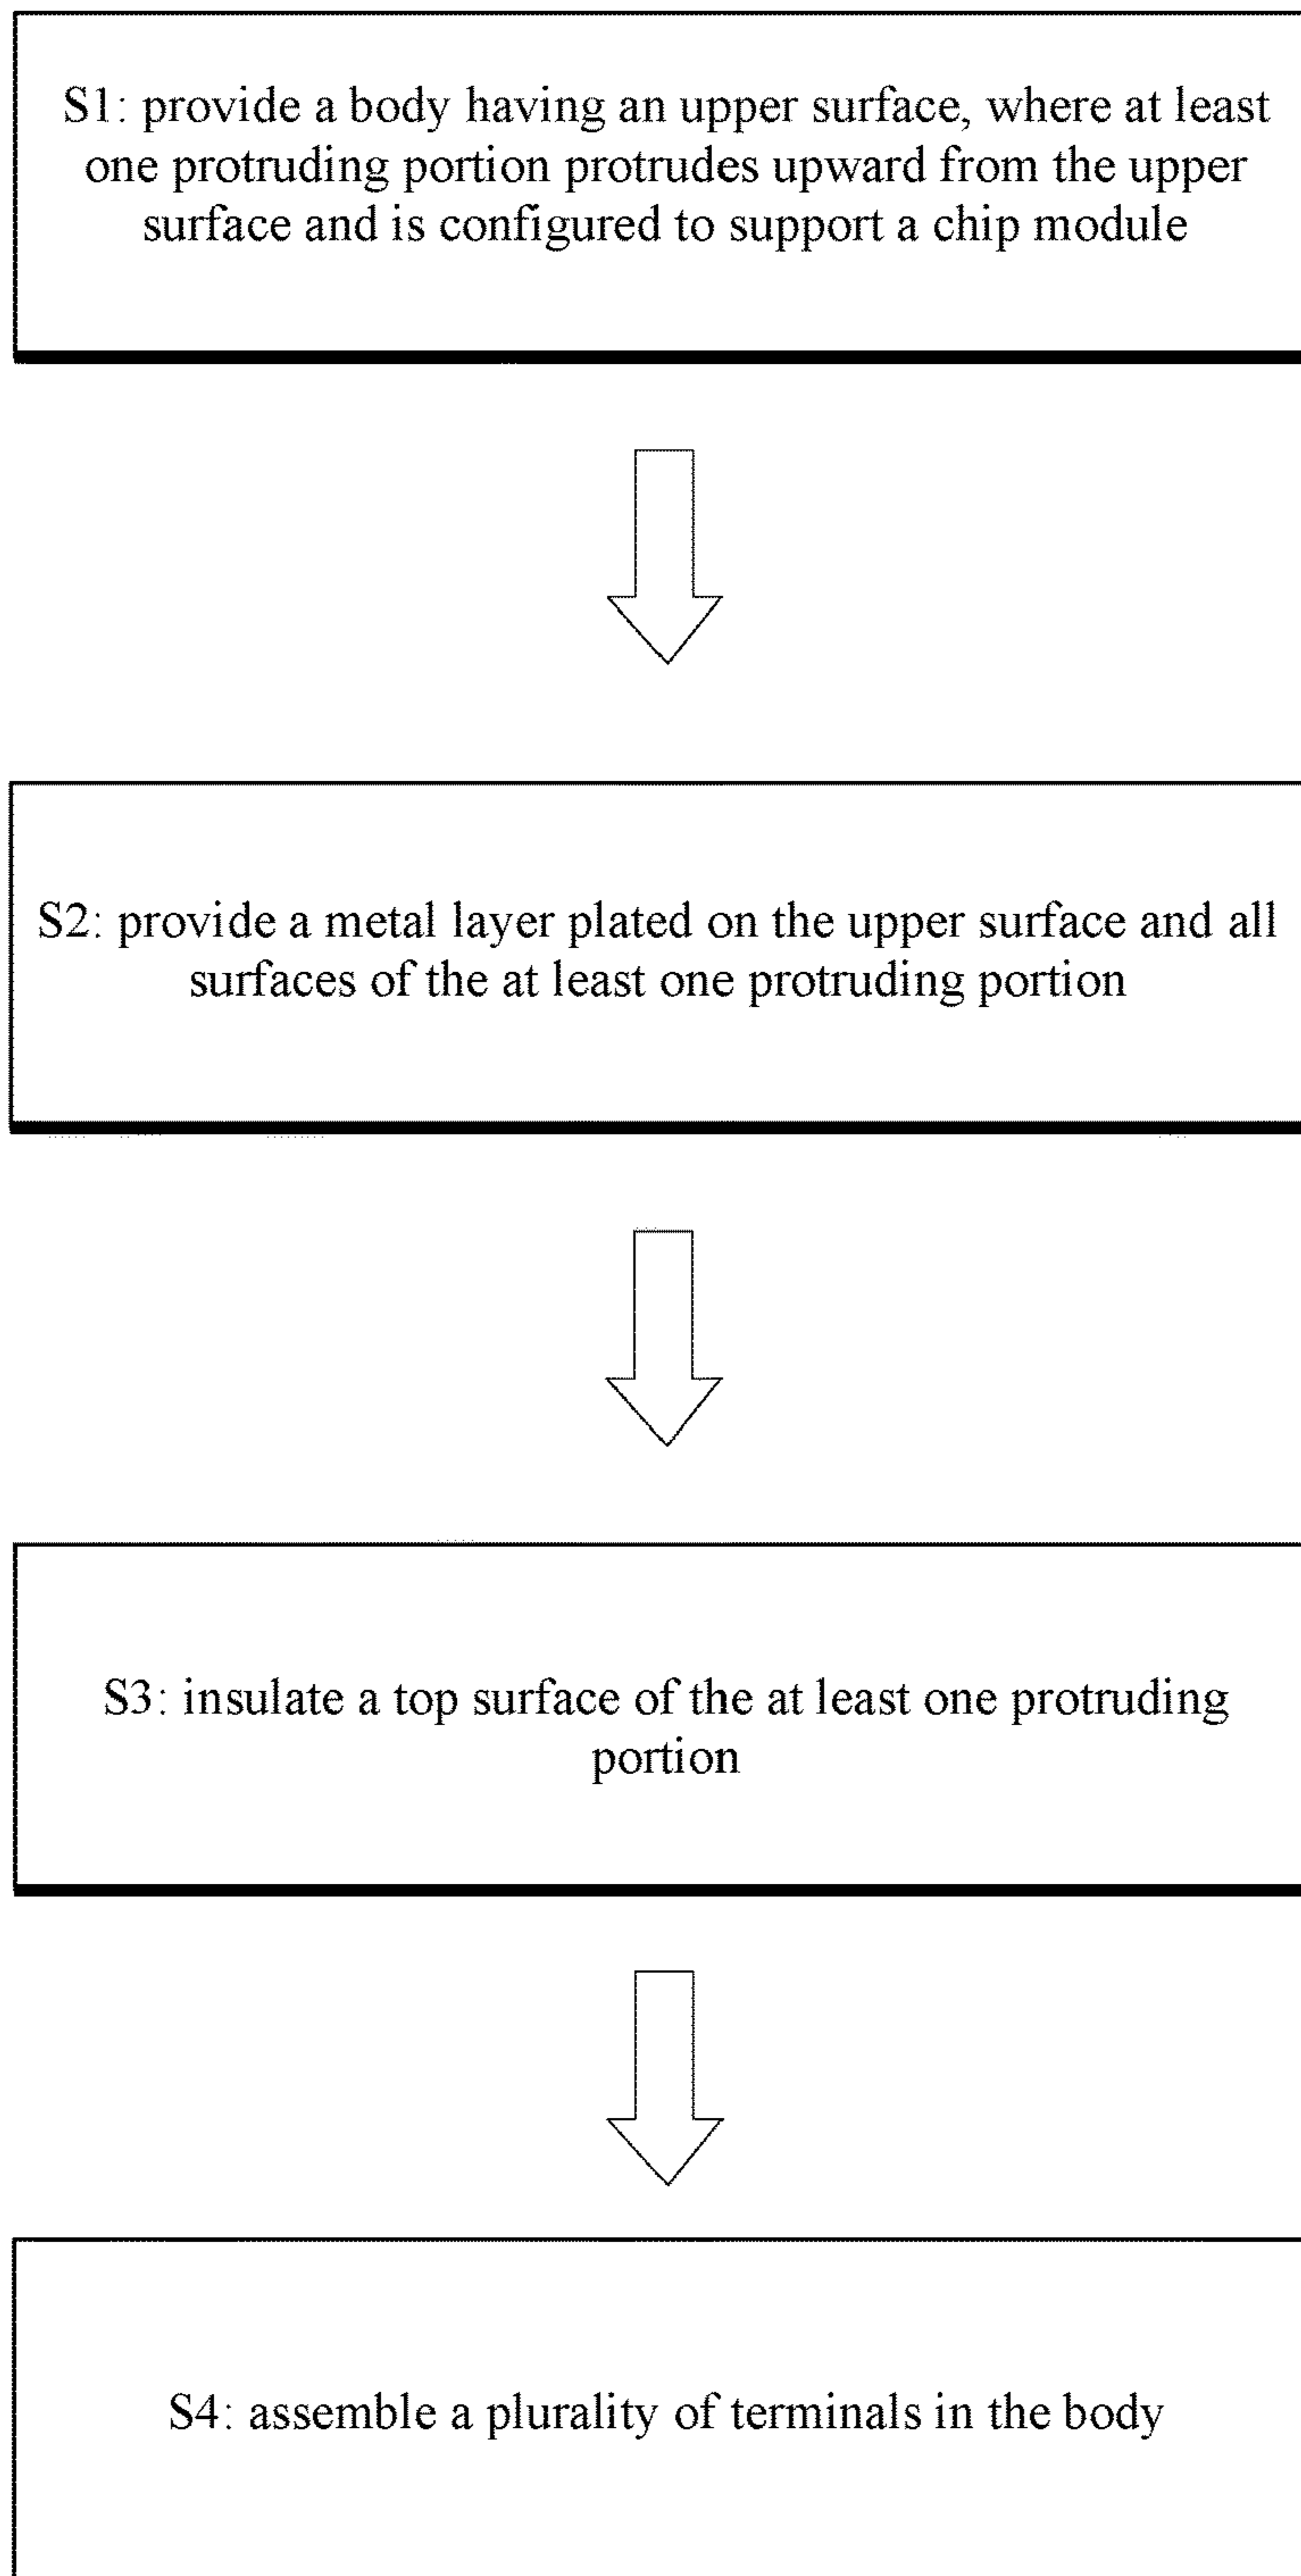 S1: provide a body having an upper surface, where at least
one protruding portion protrudes upward from the upper
surface and is configured to support a chip module
S2: provide a metal layer plated on the upper surface and all
surfaces of the at least one protruding portion
S3: insulate a top surface of the at least one protruding
portion
S4: assemble a plurality of terminals in the body